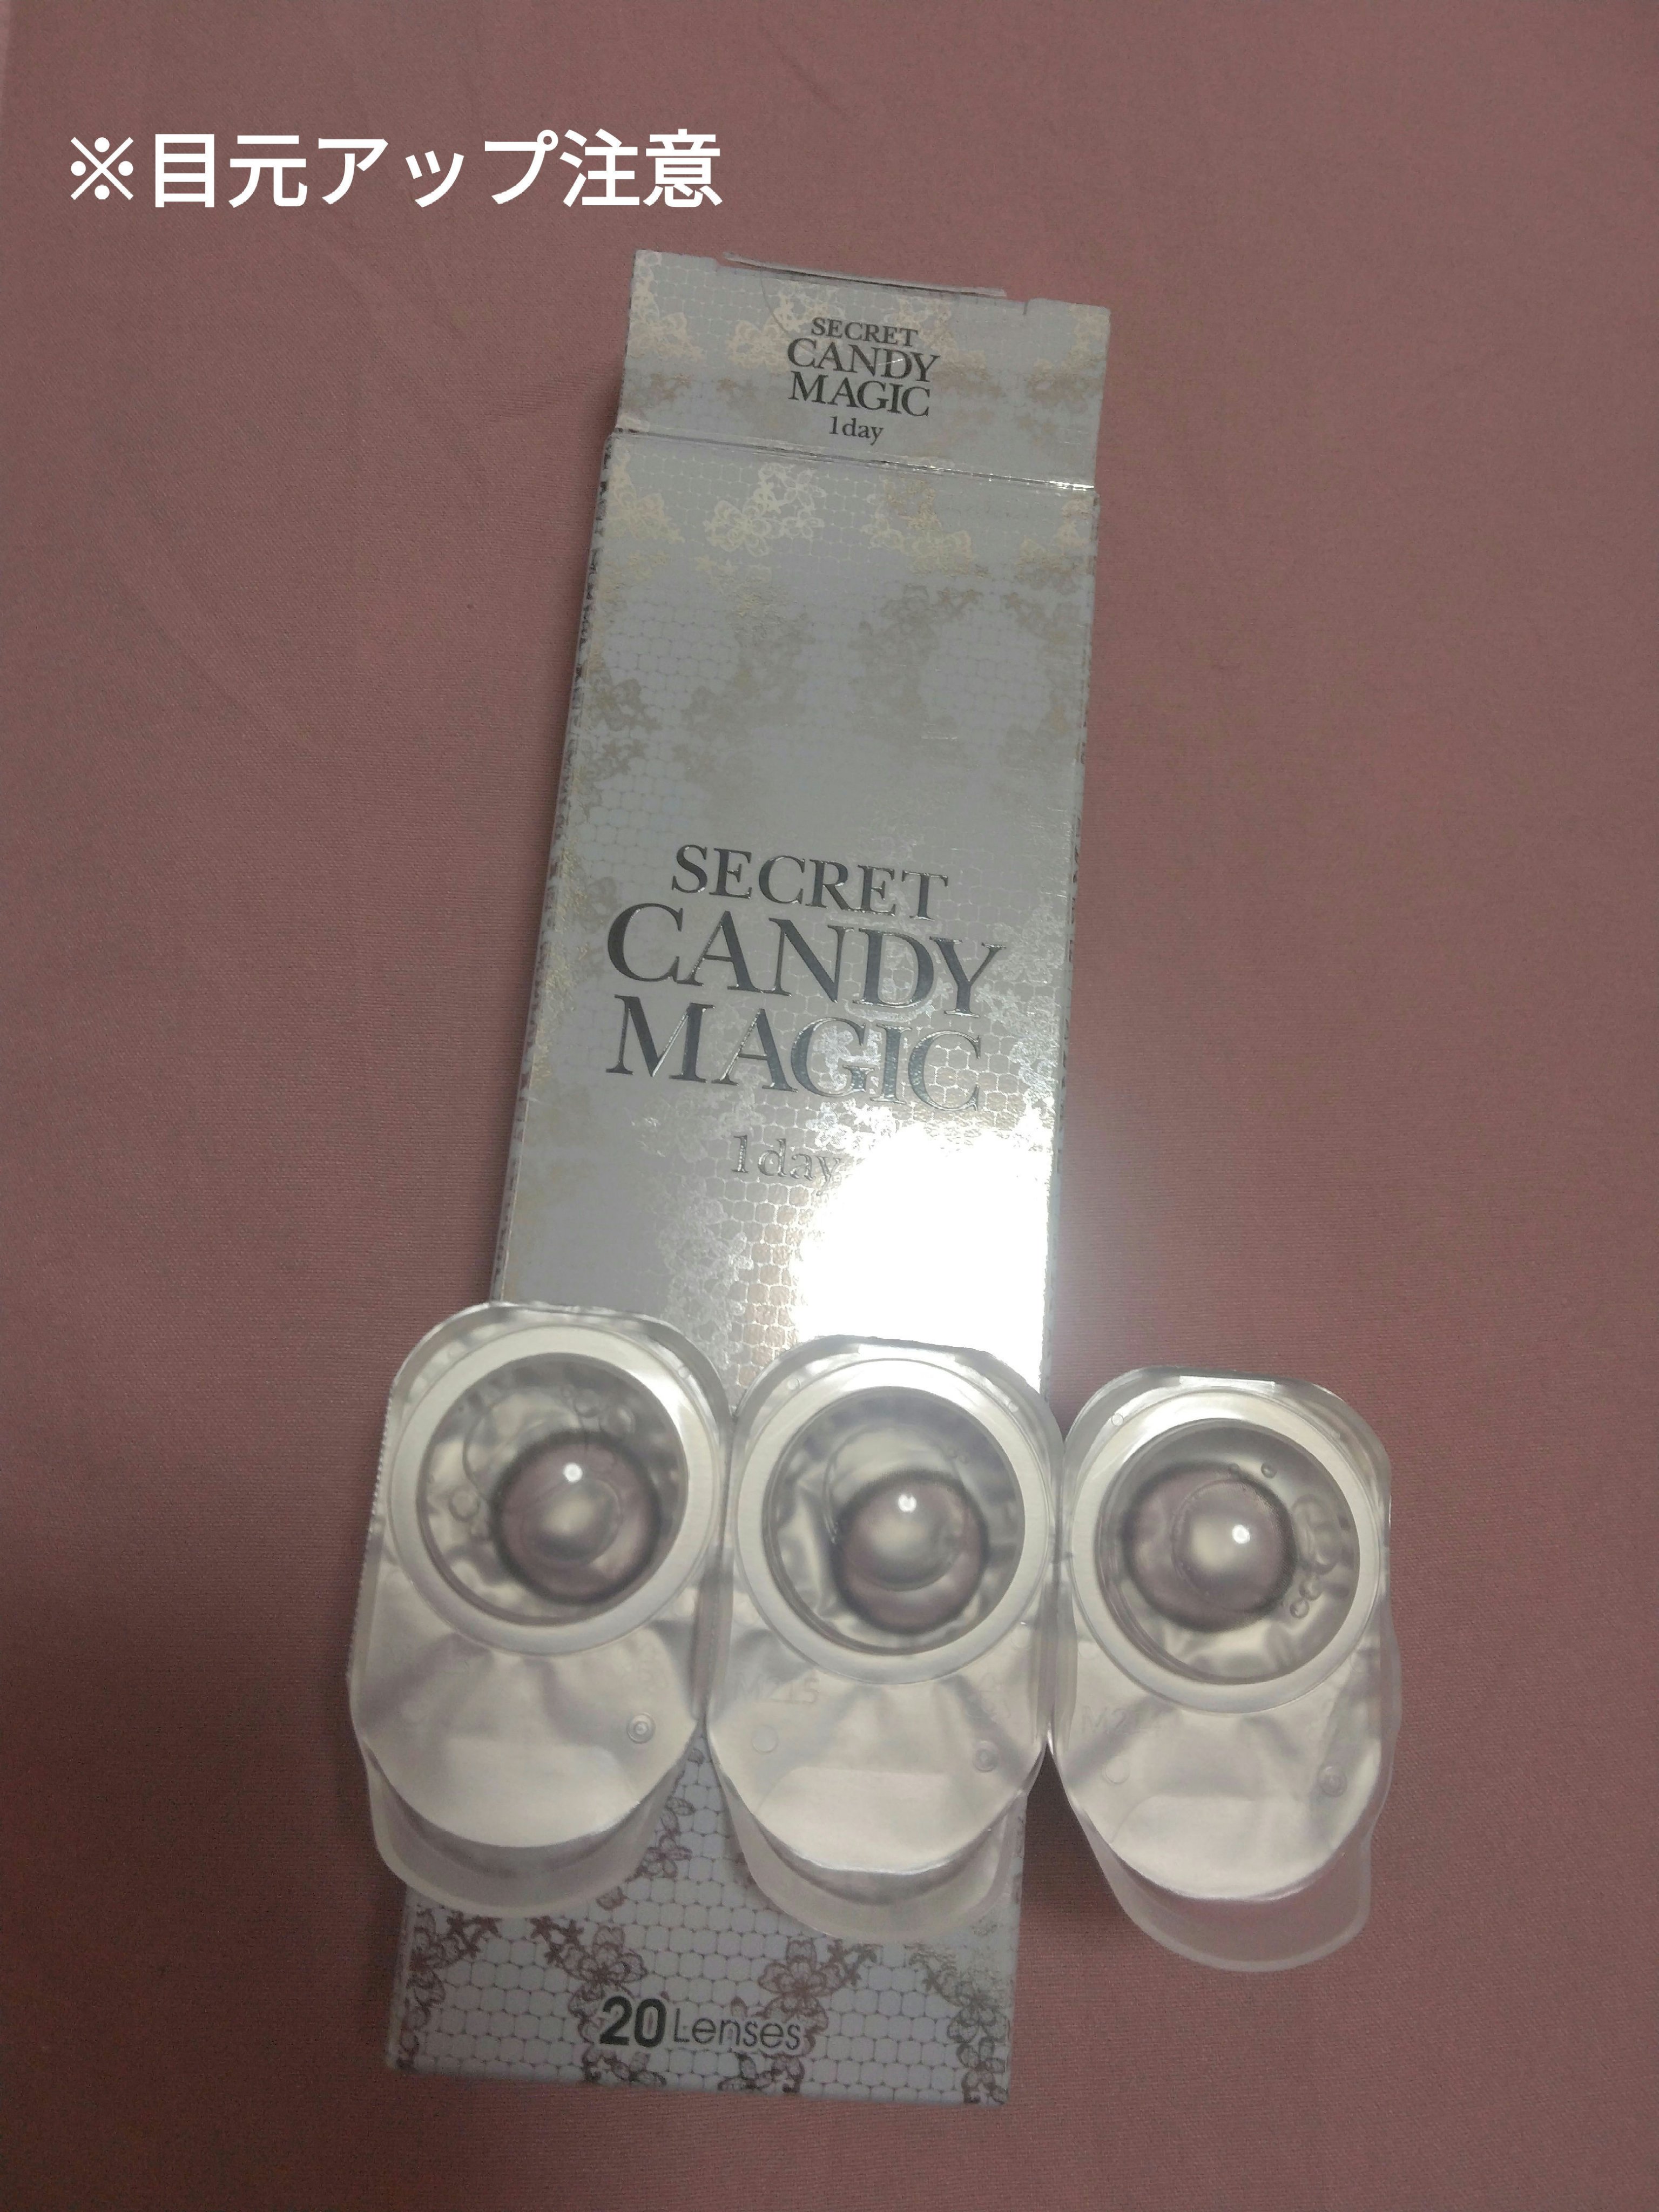 ※目元アップ注意
SECRET
CANDY
MAGIC
1day
SECRET
CANDY
MAGIC
1day
20 Lenses